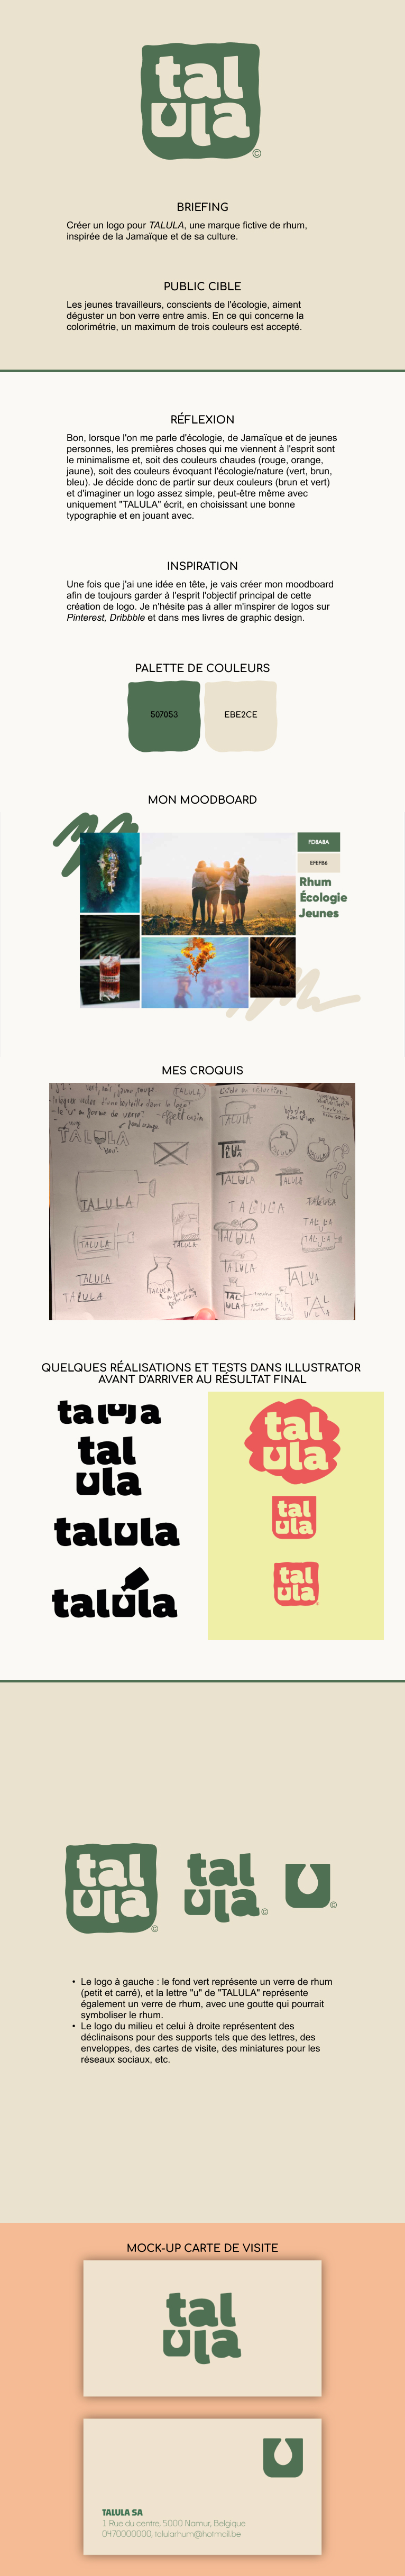 tal
ula
©
BRIEFING
Créer un logo pour TALULA, une marque fictive de rhum,
inspirée de la Jamaïque et de sa culture.
PUBLIC CIBLE
Les jeunes travailleurs, conscients de l'écologie, aiment
déguster un bon verre entre amis. En ce qui concerne la
colorimétrie, un maximum de trois couleurs est accepté.
RÉFLEXION
Bon, lorsque l'on me parle d'écologie, de Jamaïque et de jeunes
personnes, les premières choses qui me viennent à l'esprit sont
le minimalisme et, soit des couleurs chaudes (rouge, orange,
jaune), soit des couleurs évoquant l'écologie/nature (vert, brun,
bleu). Je décide donc de partir sur deux couleurs (brun et vert)
et d'imaginer un logo assez simple, peut-être même avec
uniquement "TALULA" écrit, en choisissant une bonne
typographie et en jouant avec.
INSPIRATION
Une fois que j'ai une idée en tête, je vais créer mon moodboard
afin de toujours garder à l'esprit l'objectif principal de cette
création de logo. Je n'hésite pas à aller m'inspirer de logos sur
Pinterest, Dribbble et dans mes livres de graphic design.
PALETTE DE COULEURS
507053
EBE2CE
MON MOODBOARD
FDBABA
EFEFB6
Rhum
Écologie
Jeunes
MES CROQUIS
TALULA
TALULA
TALULA
TALULA
TALULA
TALULA
TALULA
TALULA
TALULA
TALULA
QUELQUES RÉALISATIONS ET TESTS DANS ILLUSTRATOR
AVANT D'ARRIVER AU RÉSULTAT FINAL
talula
tal
ula
talula
talula
tal
ula
tal
ula
tal
ula
tal
ula
©
tal
ula
©
u
©
• Le logo à gauche : le fond vert représente un verre de rhum
(petit et carré), et la lettre "u" de "TALULA" représente
également un verre de rhum, avec une goutte qui pourrait
symboliser le rhum.
• Le logo du milieu et celui à droite représentent des
déclinaisons pour des supports tels que des lettres, des
enveloppes, des cartes de visite, des miniatures pour les
réseaux sociaux, etc.
MOCK-UP CARTE DE VISITE
tal
ula
u
TALULA SA
1 Rue du centre, 5000 Namur, Belgique
0470000000, talularhum@hotmail.be